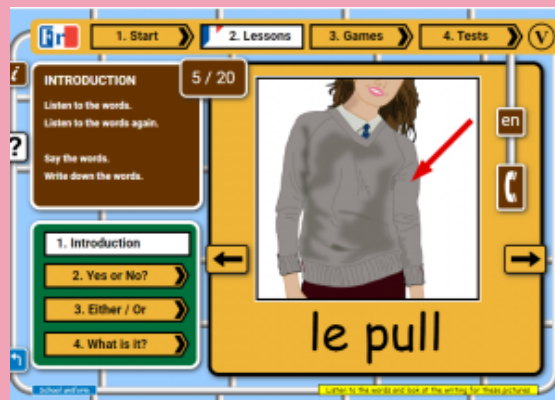 Fr
1. Start
2. Lessons
3. Games
4. Tests
V
i
INTRODUCTION
5 / 20
Listen to the words.
Listen to the words again.
Say the words.
Write down the words.
?
en
1. Introduction
2. Yes or No?
3. Either / Or
4. What is it?
le pull
School uniform
Listen to the words and look at the writing for these pictures